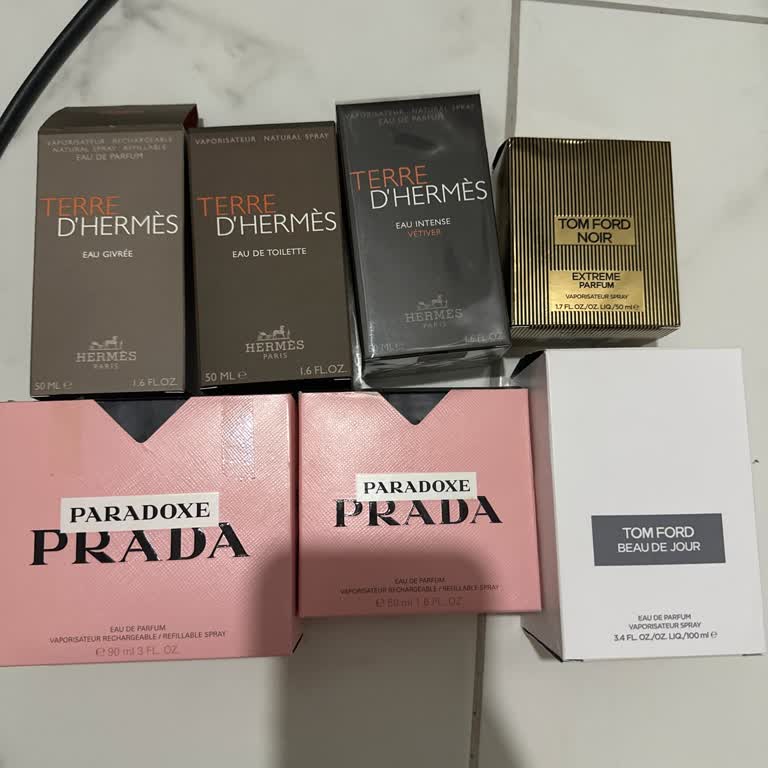 VAPORISATEUR · RECHARGEABLE
NATURAL SPRAY · REFILLABLE
EAU DE PARFUM
TERRE
D'HERMÈS
EAU GIVRÉE
HERMÈS
PARIS
50 ML ℮ 1.6 FL.OZ.
VAPORISATEUR · NATURAL SPRAY
TERRE
D'HERMÈS
EAU DE TOILETTE
HERMÈS
PARIS
50 ML ℮ 1.6 FL.OZ.
VAPORISATEUR · NATURAL SPRAY
EAU DE PARFUM
TERRE
D'HERMÈS
EAU INTENSE
VÉTIVER
HERMÈS
PARIS
ML ℮ 1.6 FL.OZ.
TOM FORD
NOIR
EXTREME
PARFUM
VAPORISATEUR SPRAY
1.7 FL.OZ./OZ. LIQ./50 ml ℮
PARADOXE
PRADA
EAU DE PARFUM
VAPORISATEUR RECHARGEABLE / REFILLABLE SPRAY
℮ 90 ml 3 FL. OZ.
PARADOXE
PRADA
EAU DE PARFUM
VAPORISATEUR RECHARGEABLE / REFILLABLE SPRAY
℮ 50 ml 1.6 FL. OZ.
TOM FORD
BEAU DE JOUR
EAU DE PARFUM
VAPORISATEUR SPRAY
3.4 FL. OZ./OZ. LIQ./100 ml ℮